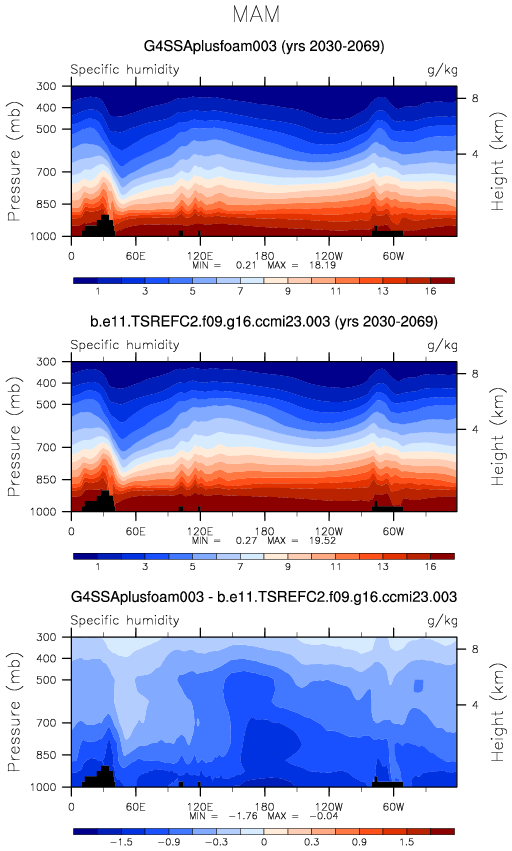 MAM
G4SSAplusfoam003 (yrs 2030-2069)
Specific humidity g/kg
Pressure (mb)
300
400
500
700
850
1000
Height (km)
8
4
0 60E 120E 180 120W 60W
MIN = 0.21 MAX = 18.19
1 3 5 7 9 11 13 16
b.e11.TSREFC2.f09.g16.ccmi23.003 (yrs 2030-2069)
Specific humidity g/kg
Pressure (mb)
300
400
500
700
850
1000
Height (km)
8
4
0 60E 120E 180 120W 60W
MIN = 0.27 MAX = 19.52
1 3 5 7 9 11 13 16
G4SSAplusfoam003 - b.e11.TSREFC2.f09.g16.ccmi23.003
Specific humidity g/kg
Pressure (mb)
300
400
500
700
850
1000
Height (km)
8
4
0 60E 120E 180 120W 60W
MIN = −1.76 MAX = −0.04
−1.5 −0.9 −0.3 0 0.3 0.9 1.5